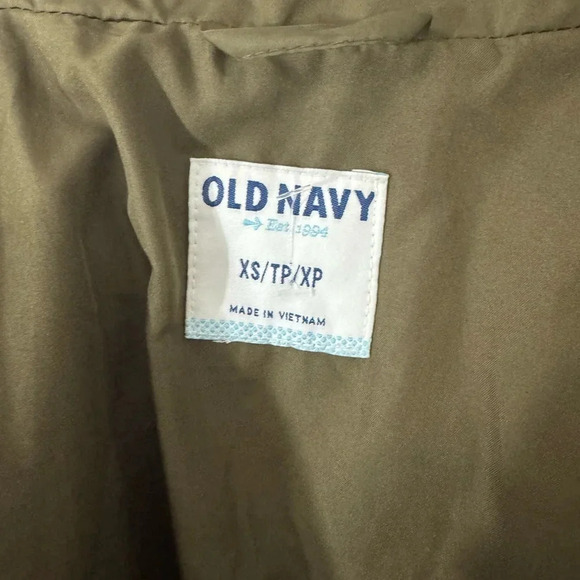 OLD NAVY
Est. 1994
XS/TP/XP
MADE IN VIETNAM